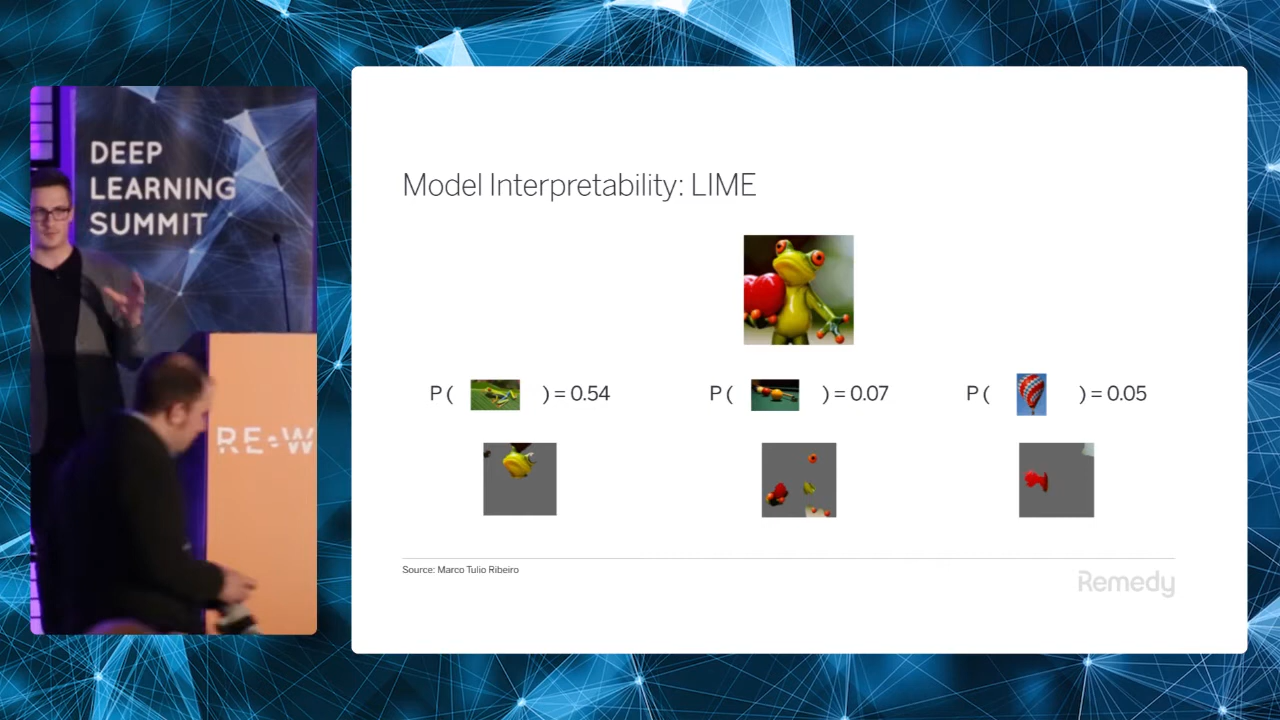 DEEP
LEARNING
SUMMIT
RE•W
Model Interpretability: LIME
P ( ) = 0.54
P ( ) = 0.07
P ( ) = 0.05
Source: Marco Tulio Ribeiro
Remedy